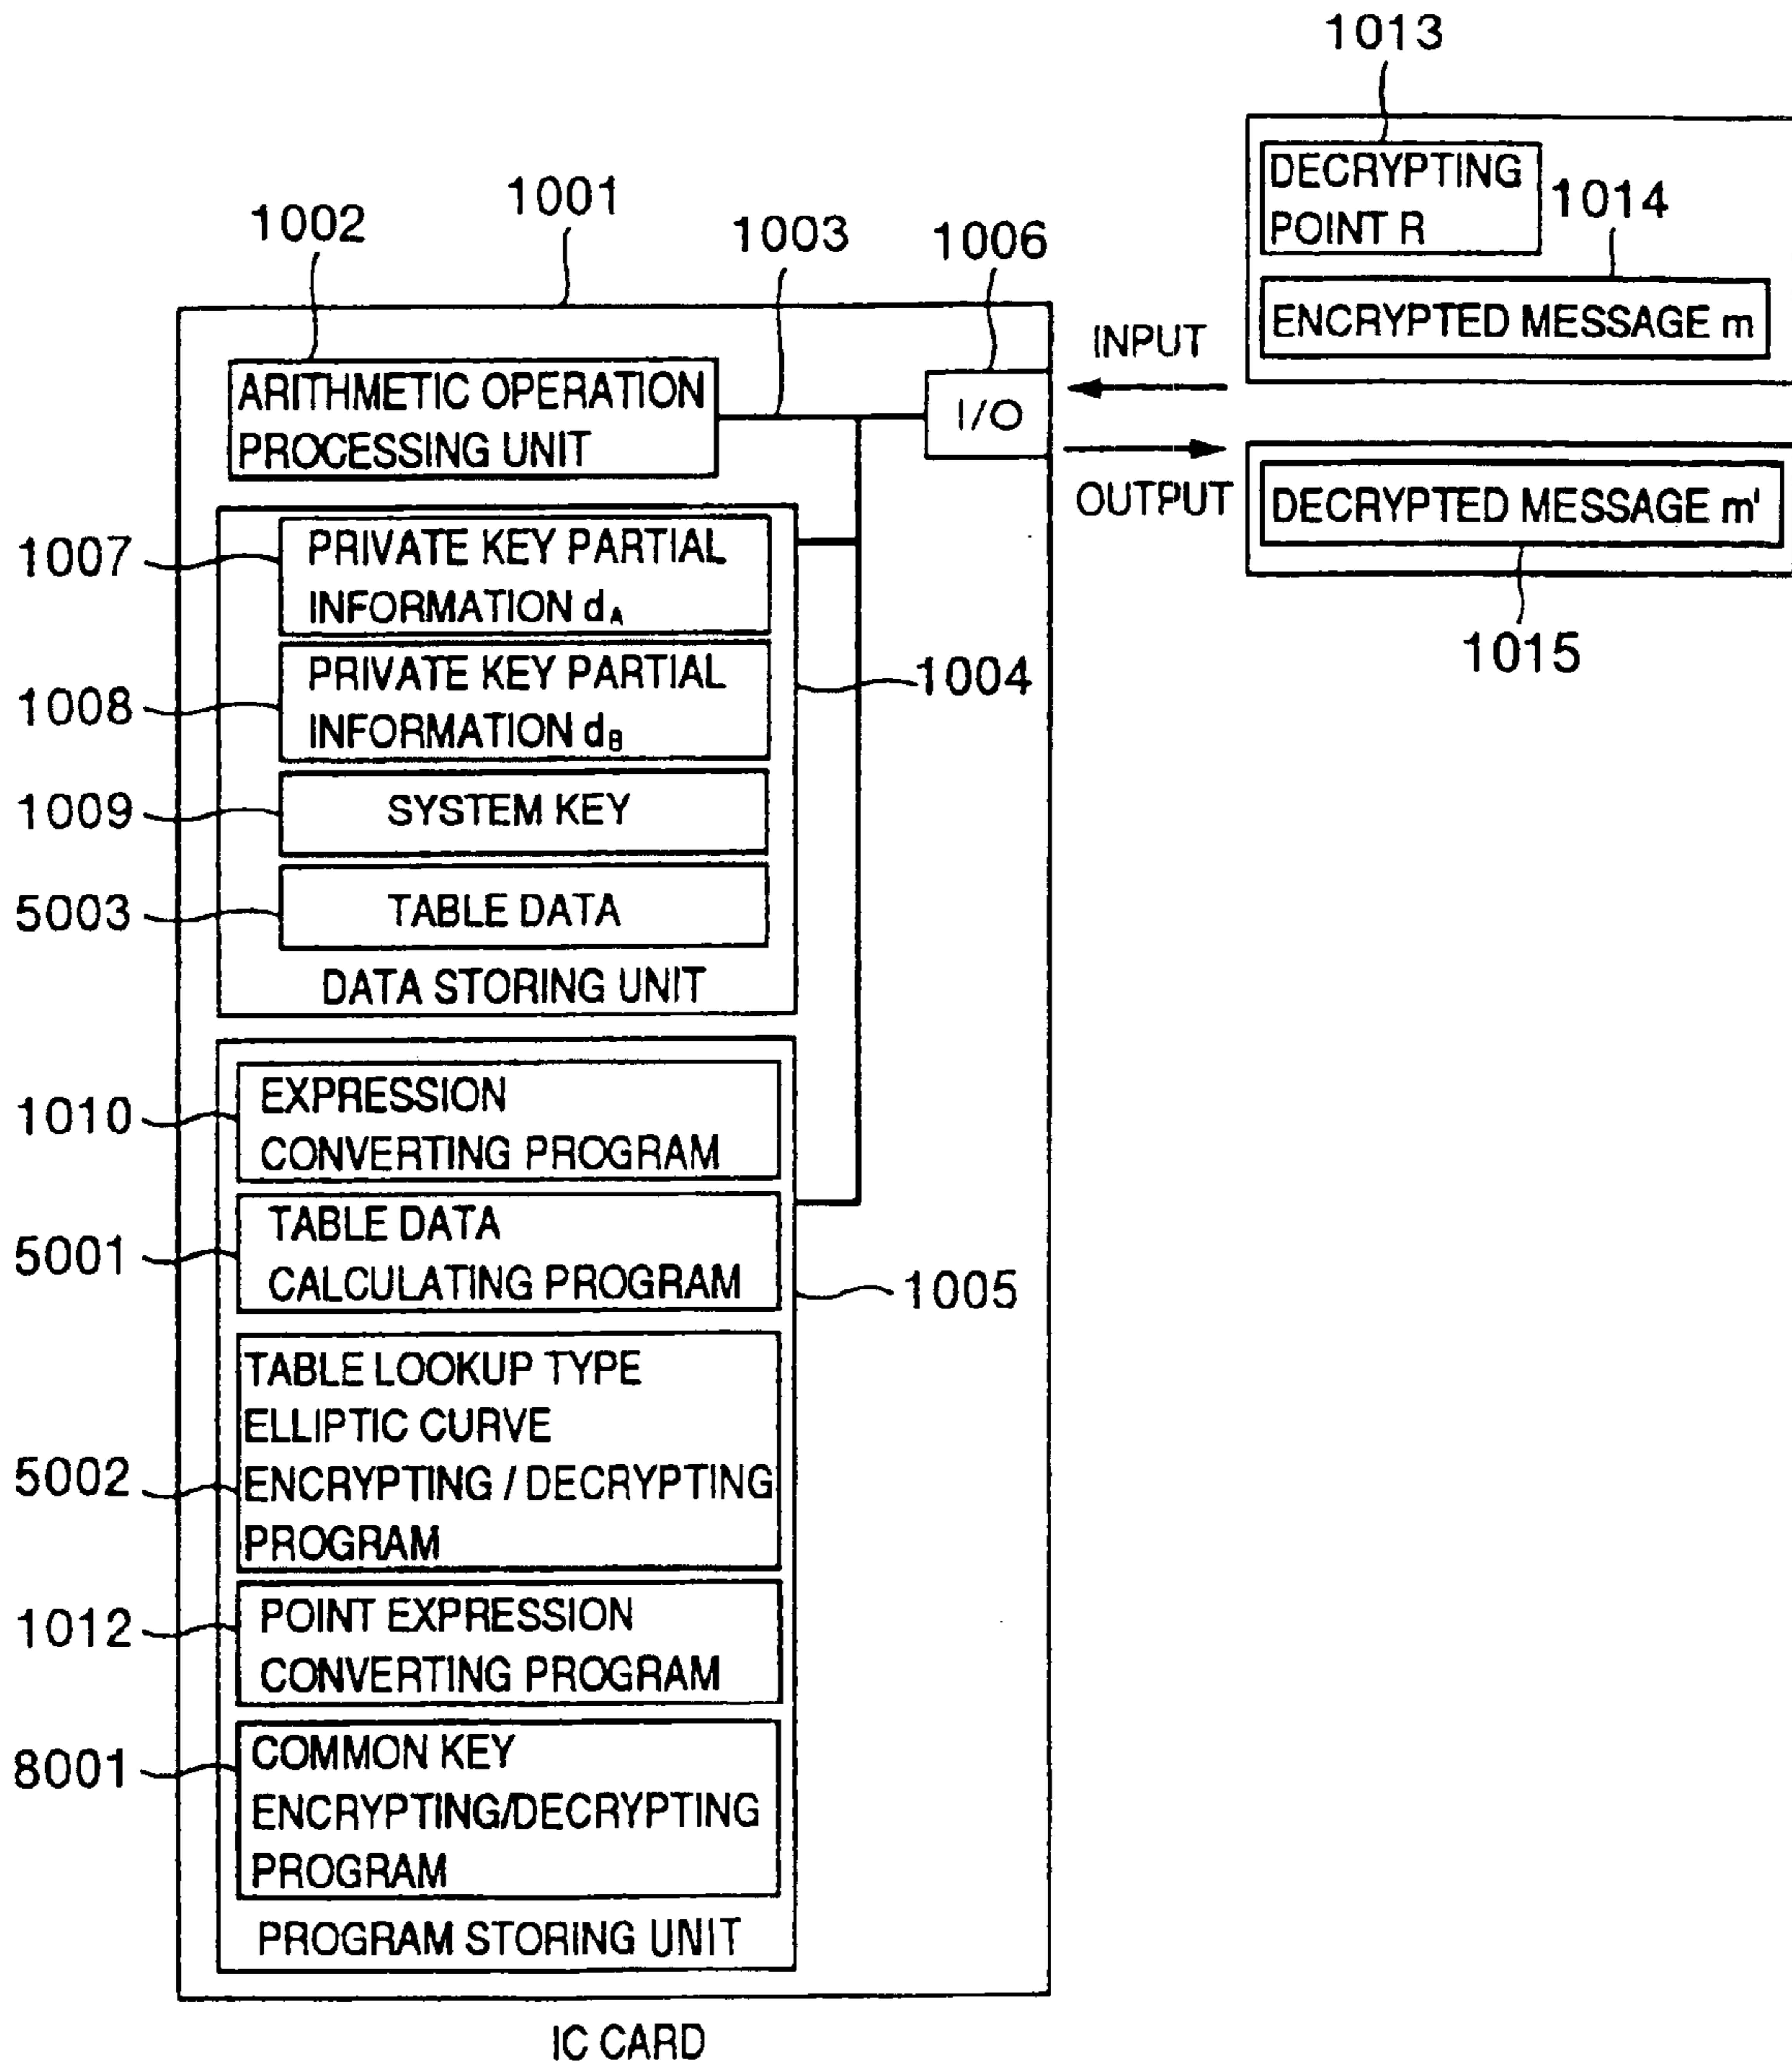 1013
DECRYPTING
POINT R
1014
ENCRYPTED MESSAGE m
1001
1002
1003
1006
INPUT
ARITHMETIC OPERATION
PROCESSING UNIT
I/O
OUTPUT
DECRYPTED MESSAGE m'
1015
1007
PRIVATE KEY PARTIAL
INFORMATION dA
1008
PRIVATE KEY PARTIAL
INFORMATION dB
1004
1009
SYSTEM KEY
5003
TABLE DATA
DATA STORING UNIT
1010
EXPRESSION
CONVERTING PROGRAM
5001
TABLE DATA
CALCULATING PROGRAM
1005
5002
TABLE LOOKUP TYPE
ELLIPTIC CURVE
ENCRYPTING / DECRYPTING
PROGRAM
1012
POINT EXPRESSION
CONVERTING PROGRAM
8001
COMMON KEY
ENCRYPTING/DECRYPTING
PROGRAM
PROGRAM STORING UNIT
IC CARD